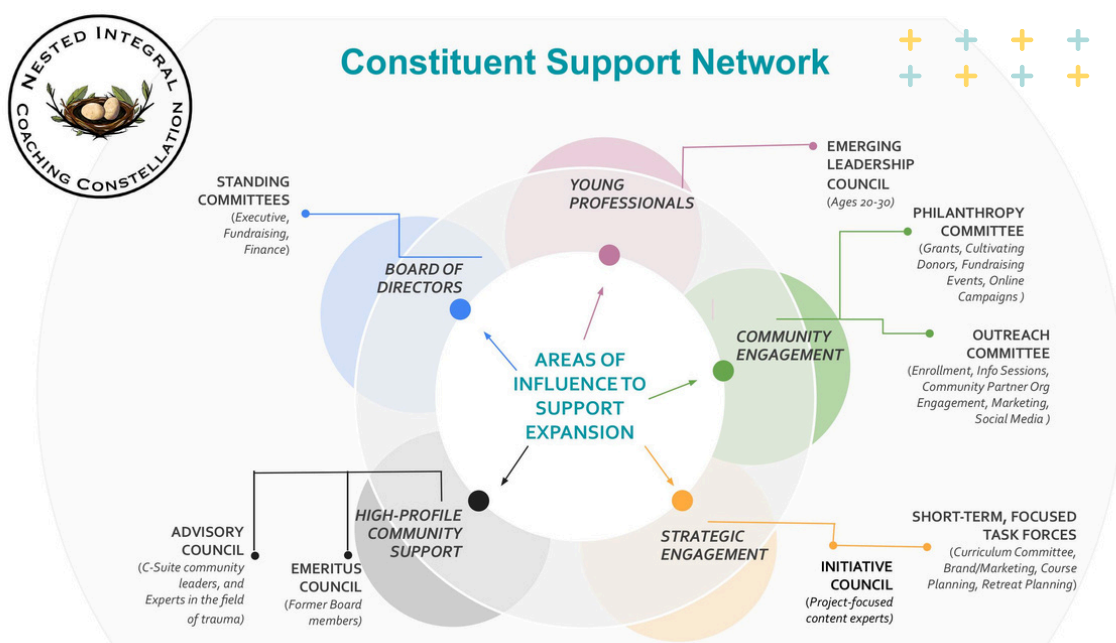 NESTED INTEGRAL
COACHING CONSTELLATION
Constituent Support Network
STANDING
COMMITTEES
(Executive,
Fundraising,
Finance)
BOARD OF
DIRECTORS
YOUNG
PROFESSIONALS
EMERGING
LEADERSHIP
COUNCIL
(Ages 20-30)
PHILANTHROPY
COMMITTEE
(Grants, Cultivating
Donors, Fundraising
Events, Online
Campaigns )
COMMUNITY
ENGAGEMENT
OUTREACH
COMMITTEE
(Enrollment, Info Sessions,
Community Partner Org
Engagement, Marketing,
Social Media )
AREAS OF
INFLUENCE TO
SUPPORT
EXPANSION
HIGH-PROFILE
COMMUNITY
SUPPORT
ADVISORY
COUNCIL
(C-Suite community
leaders, and
Experts in the field
of trauma)
EMERITUS
COUNCIL
(Former Board
members)
STRATEGIC
ENGAGEMENT
INITIATIVE
COUNCIL
(Project-focused
content experts)
SHORT-TERM, FOCUSED
TASK FORCES
(Curriculum Committee,
Brand/Marketing, Course
Planning, Retreat Planning)